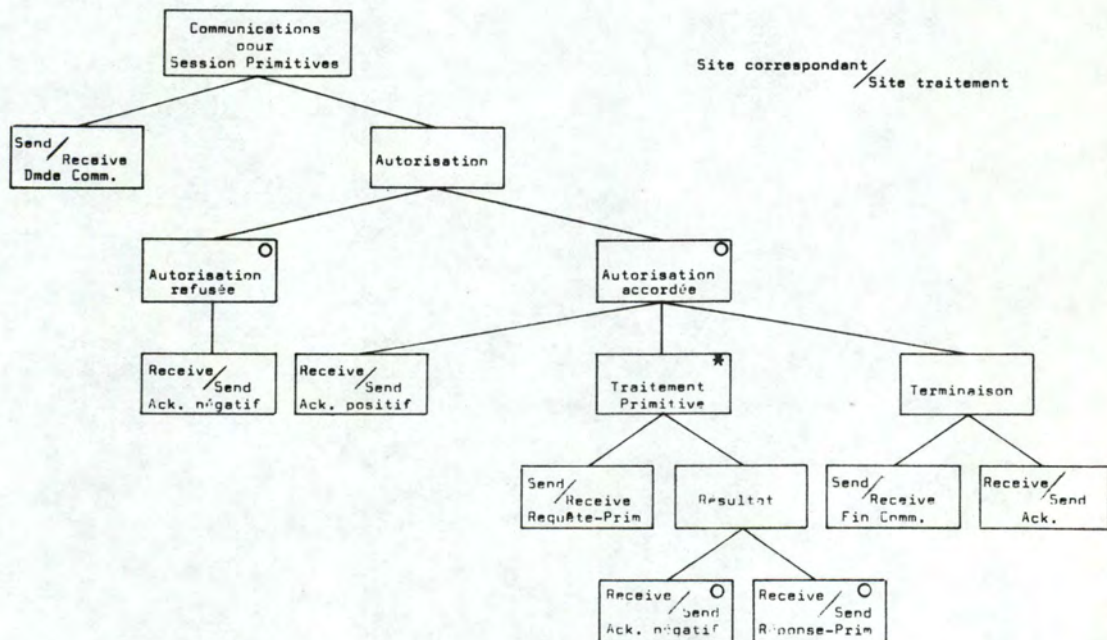 Communications
pour
Session Primitives
Site correspondant/
Site traitement
Send/
Receive
Dmde Comm.
Autorisation
O
Autorisation
refusée
O
Autorisation
accordée
Receive/
Send
Ack. négatif
Receive/
Send
Ack. positif
*
Traitement
Primitive
Terminaison
Send/
Receive
Requête-Prim
Resultat
Send/
Receive
Fin Comm.
Receive/
Send
Ack.
Receive/ O
Send
Ack. négatif
Receive/ O
Send
Réponse-Prim